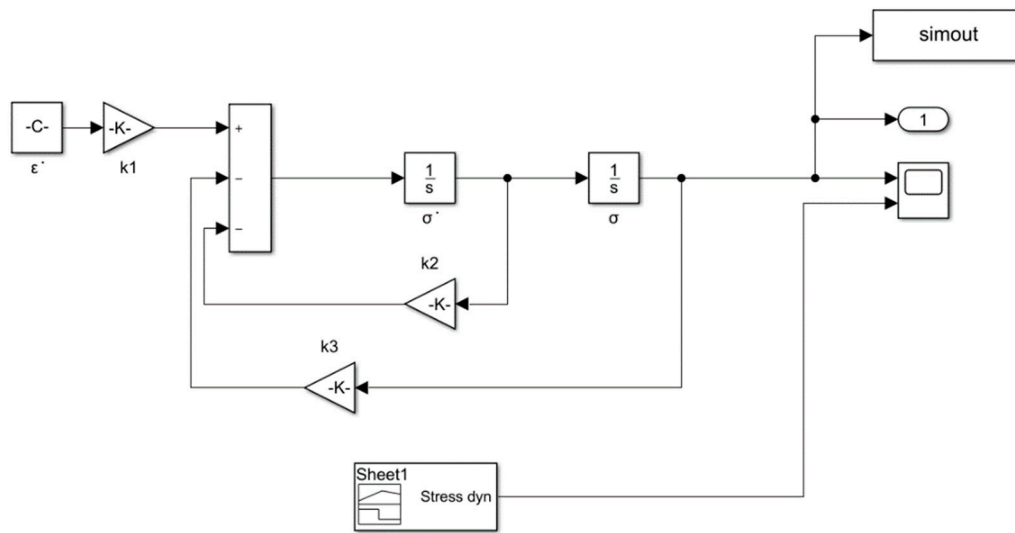 simout
-C-
-K-
+
1
ε˙
k1
−
1
s
1
s
σ˙
σ
−
k2
-K-
k3
-K-
Sheet1
Stress dyn